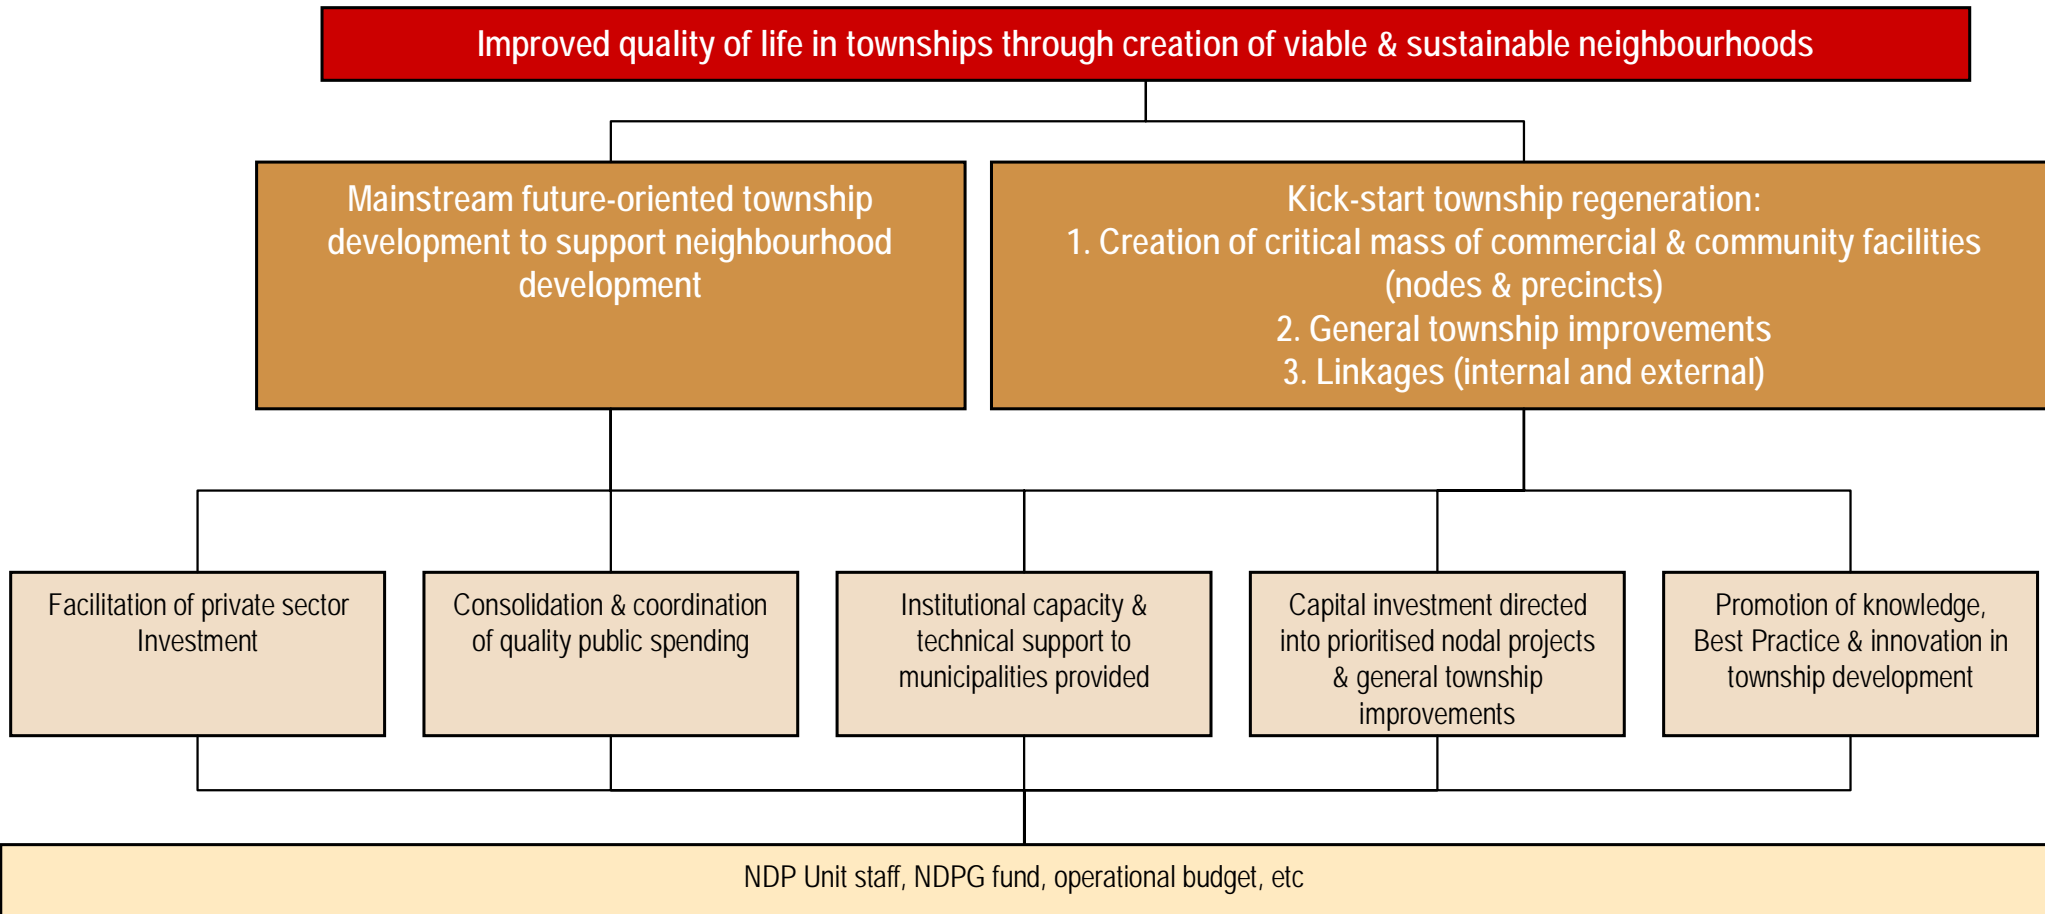 Improved quality of life in townships through creation of viable & sustainable neighbourhoods
Mainstream future-oriented township
development to support neighbourhood
development
Kick-start township regeneration:
1. Creation of critical mass of commercial & community facilities
(nodes & precincts)
2. General township improvements
3. Linkages (internal and external)
Facilitation of private sector
Investment
Consolidation & coordination
of quality public spending
Institutional capacity &
technical support to
municipalities provided
Capital investment directed
into prioritised nodal projects
& general township
improvements
Promotion of knowledge,
Best Practice & innovation in
township development
NDP Unit staff, NDPG fund, operational budget, etc